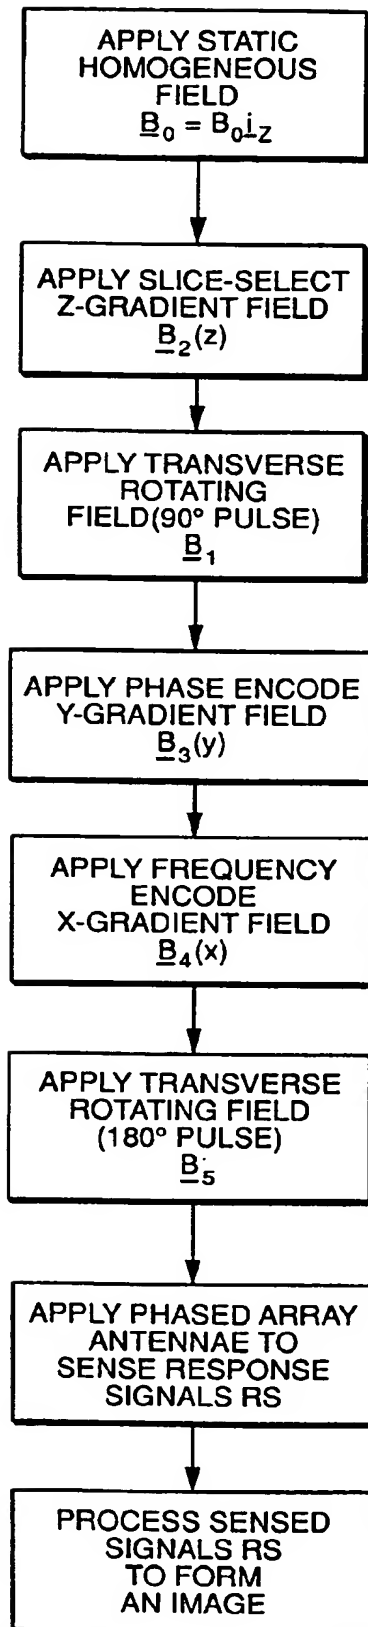 APPLY STATIC
HOMOGENEOUS
FIELD
B₀ = B₀i_Z
APPLY SLICE-SELECT
Z-GRADIENT FIELD
B₂(z)
APPLY TRANSVERSE
ROTATING
FIELD(90° PULSE)
B₁
APPLY PHASE ENCODE
Y-GRADIENT FIELD
B₃(y)
APPLY FREQUENCY
ENCODE
X-GRADIENT FIELD
B₄(x)
APPLY TRANSVERSE
ROTATING FIELD
(180° PULSE)
B₅
APPLY PHASED ARRAY
ANTENNAE TO
SENSE RESPONSE
SIGNALS RS
PROCESS SENSED
SIGNALS RS
TO FORM
AN IMAGE